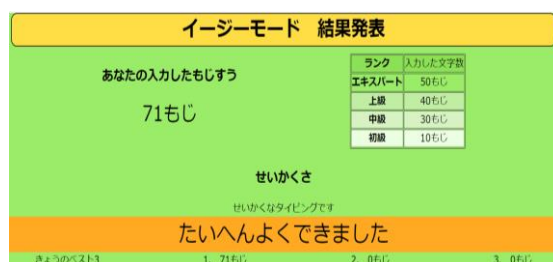 イージーモード　結果発表
あなたの入力したもじすう
71もじ
ランク 入力した文字数
エキスパート 50もじ
上級 40もじ
中級 30もじ
初級 10もじ
せいかくさ
せいかくなタイピングです
たいへんよくできました
きょうのベスト3 1. 71もじ 2. 0もじ 3. 0もじ